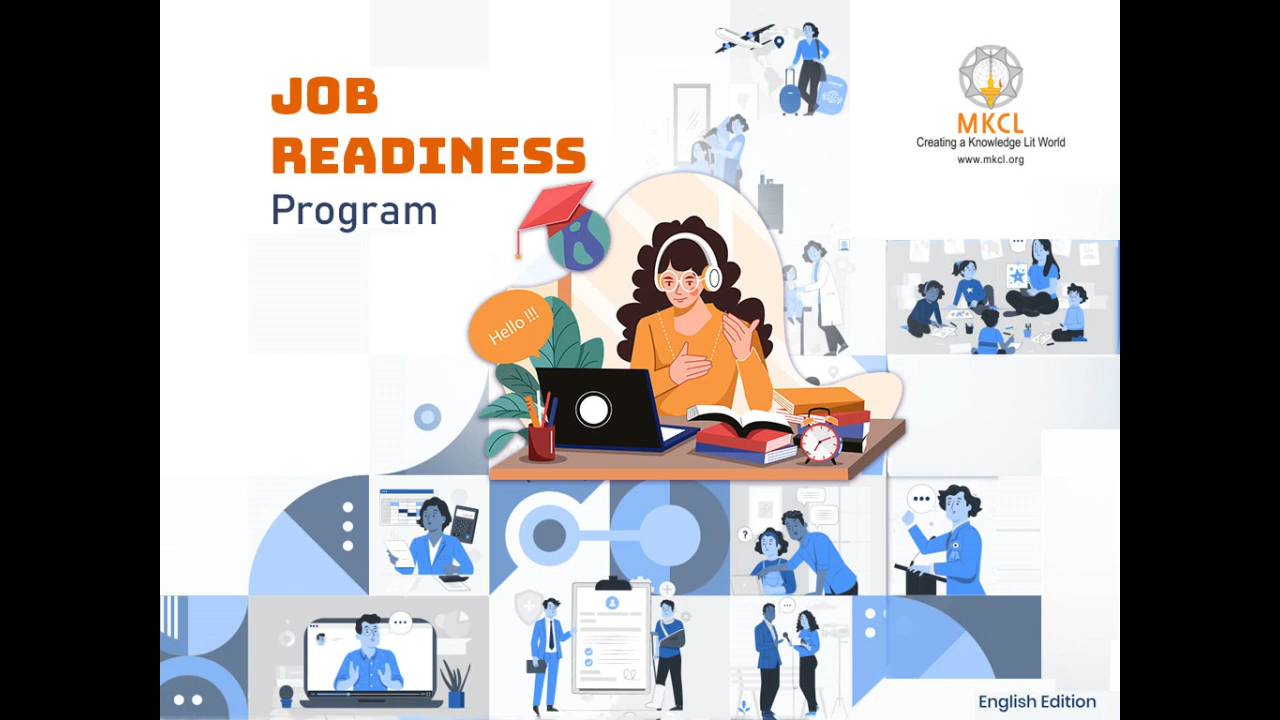 JOB
READINESS
Program
MKCL
Creating a Knowledge Lit World
www.mkcl.org
Hello !!!
?
English Edition